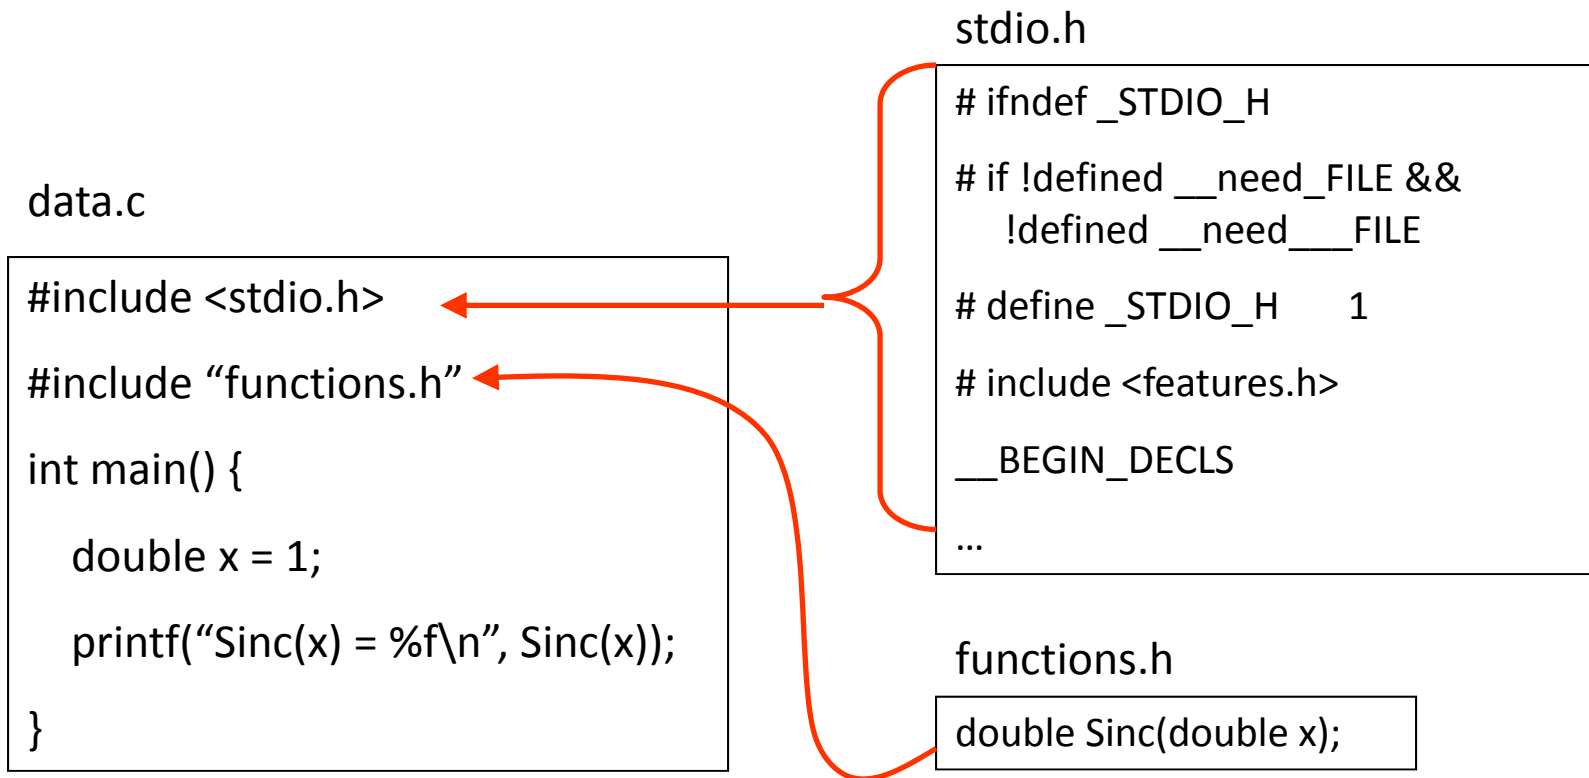 data.c
#include <stdio.h>
#include “functions.h”
int main() {
double x = 1;
printf(“Sinc(x) = %f\n”, Sinc(x));
}
stdio.h
# ifndef _STDIO_H
# if !defined __need_FILE &&
!defined __need___FILE
# define _STDIO_H 1
# include <features.h>
__BEGIN_DECLS
…
functions.h
double Sinc(double x);